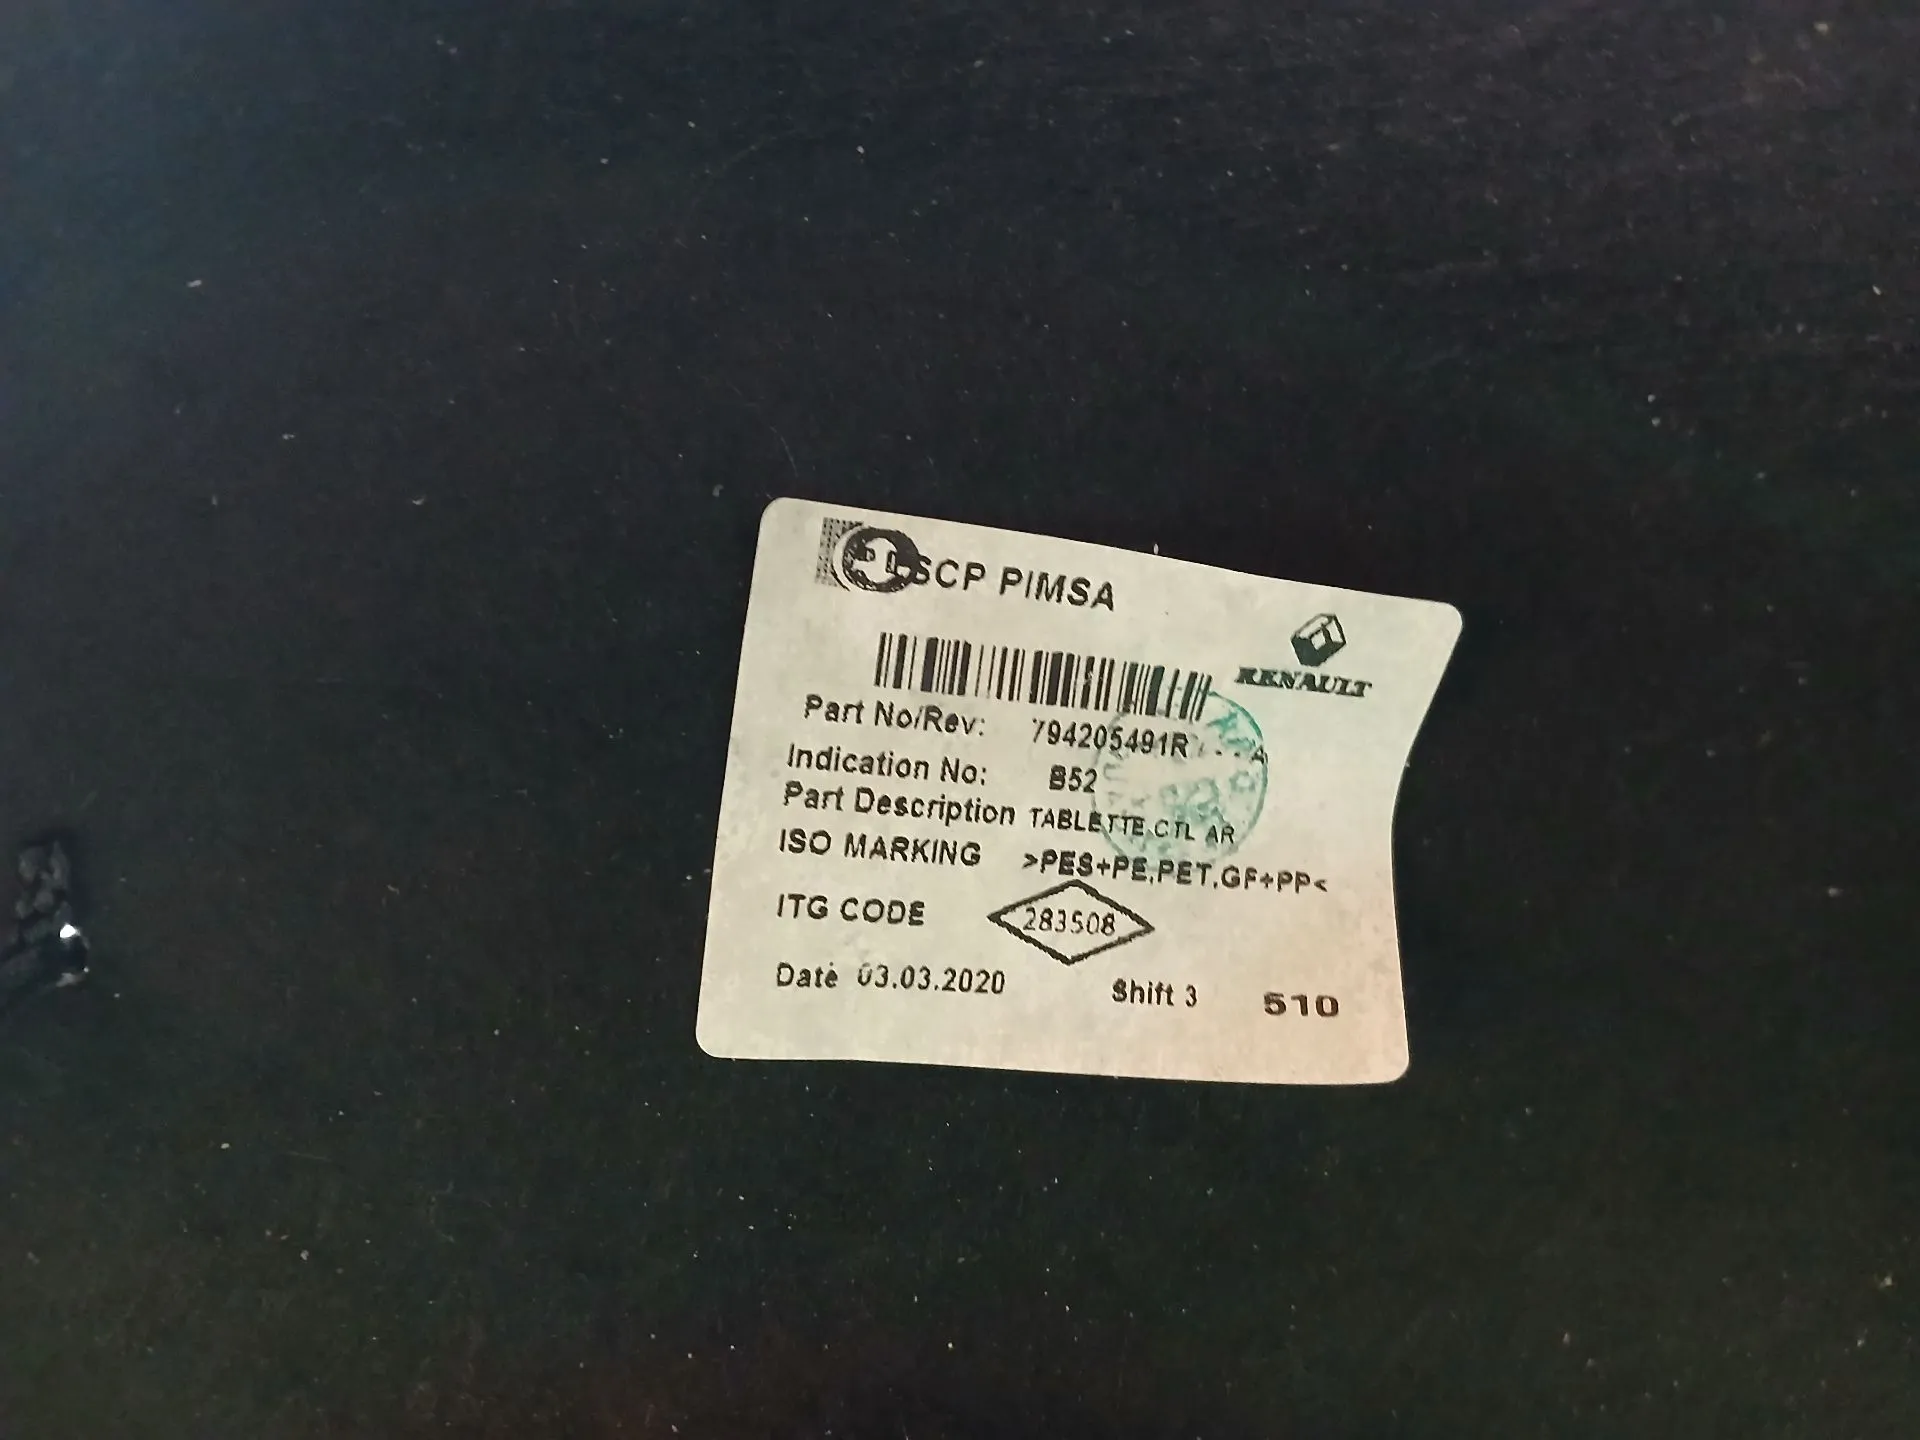 SCP PIMSA
RENAULT
Part No/Rev: 794205491R
Indication No: B52
Part Description TABLETTE.CTL AR
ISO MARKING >PES+PE,PET,GF+PP<
ITG CODE 283508
Date 03.03.2020 Shift 3 510